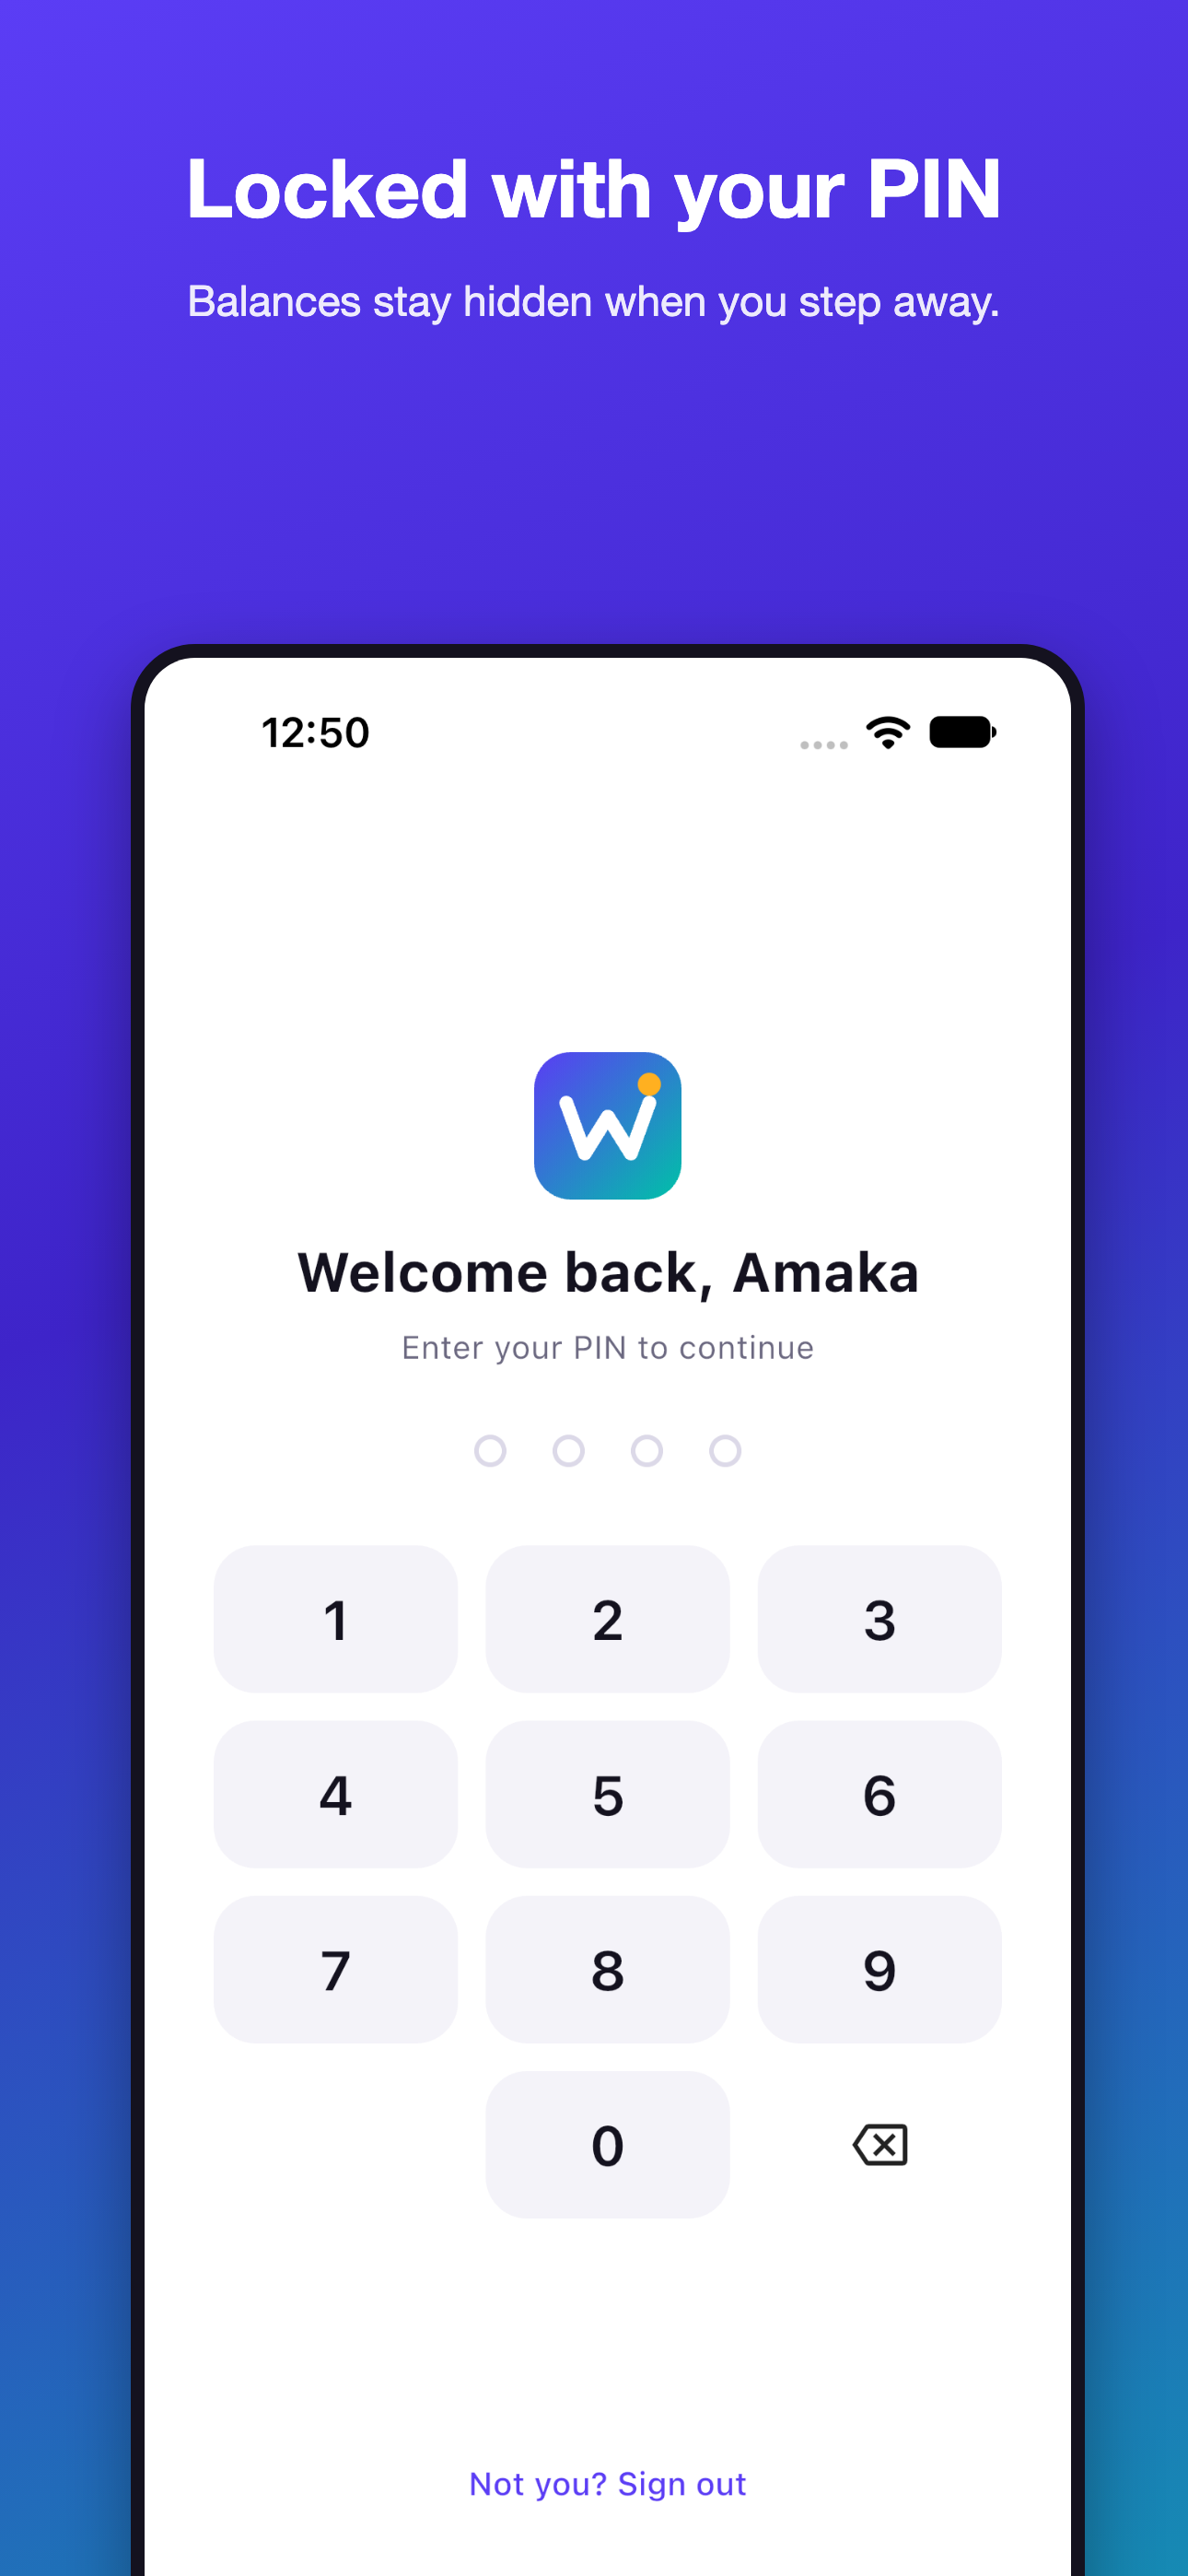 Locked with your PIN
Balances stay hidden when you step away.
12:50
W
Welcome back, Amaka
Enter your PIN to continue
1 2 3
4 5 6
7 8 9
0
Not you? Sign out